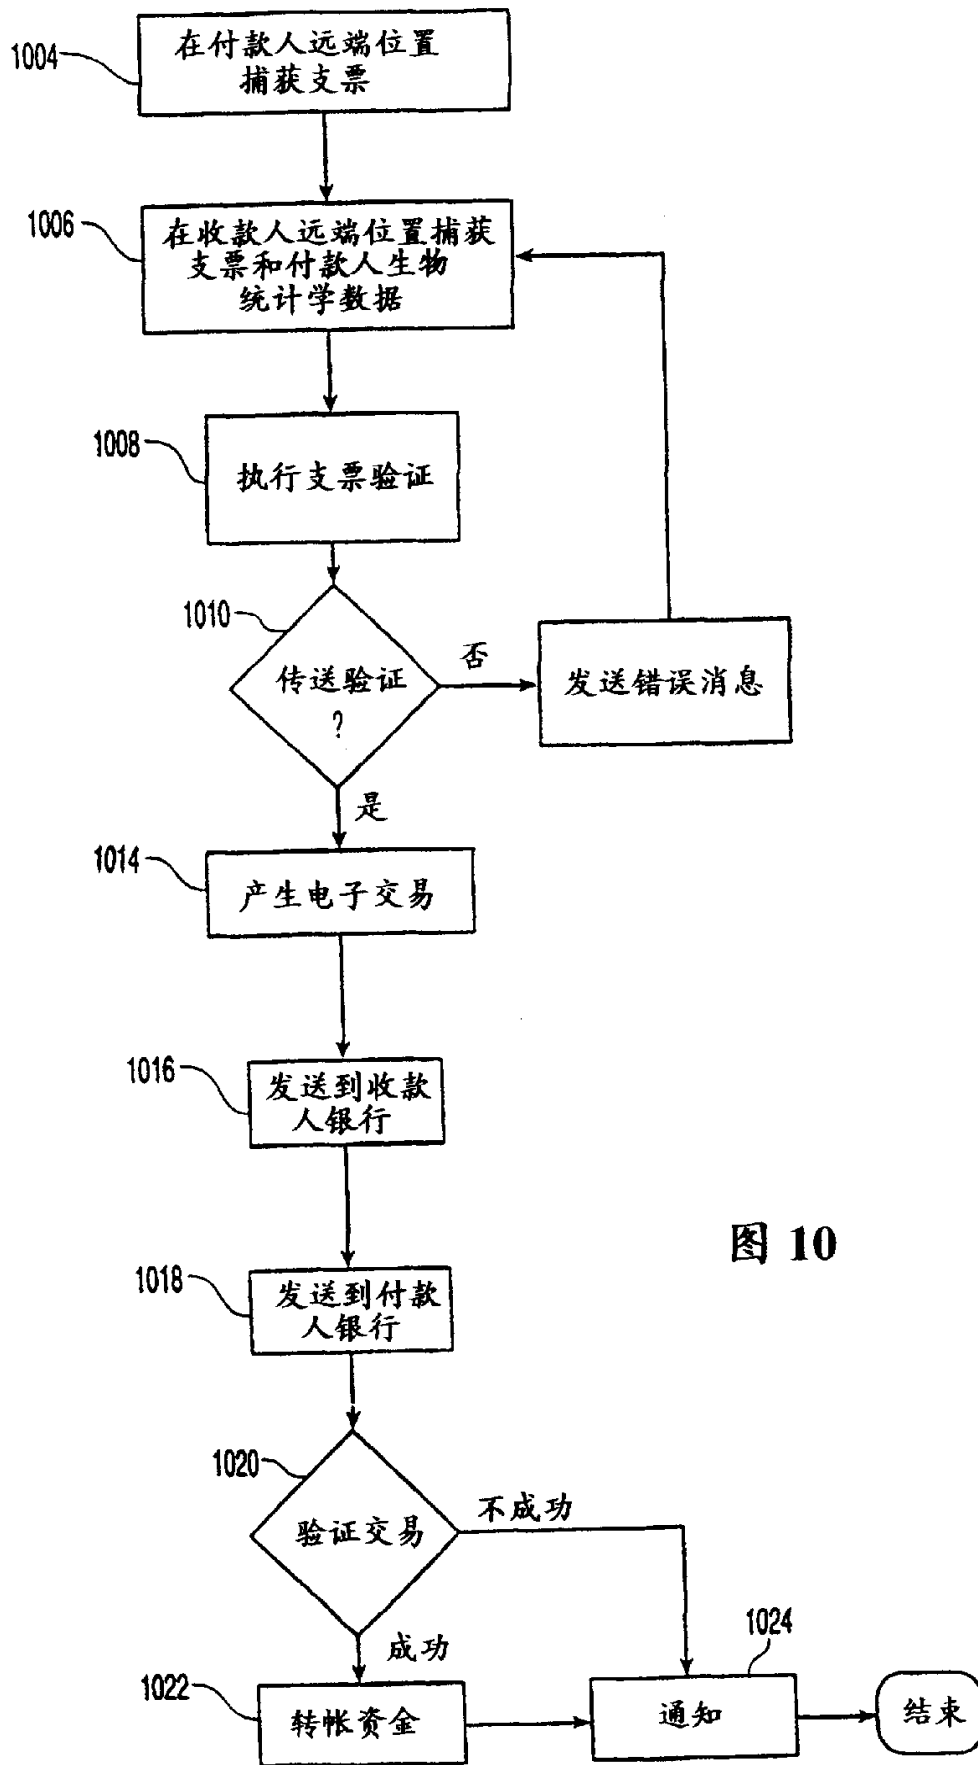 1004
在付款人远端位置
捕获支票
1006
在收款人远端位置捕获
支票和付款人生物
统计学数据
1008
执行支票验证
1010
传送验证
?
否
发送错误消息
是
1014
产生电子交易
1016
发送到收款
人银行
图 10
1018
发送到付款
人银行
1020
验证交易
不成功
成功
1024
1022
转帐资金
通知
结束